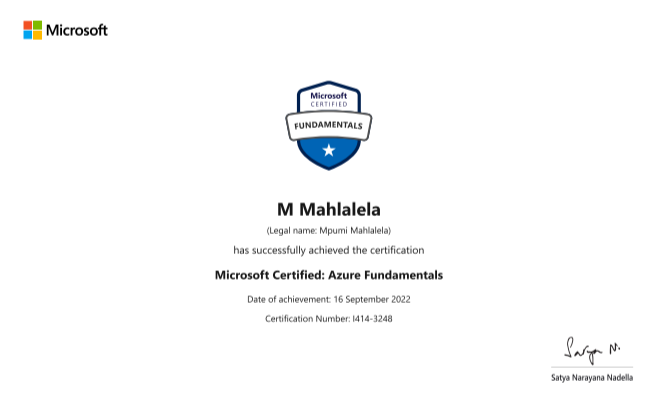 Microsoft
Microsoft
CERTIFIED
FUNDAMENTALS
M Mahlalela
(Legal name: Mpumi Mahlalela)
has successfully achieved the certification
Microsoft Certified: Azure Fundamentals
Date of achievement: 16 September 2022
Certification Number: I414-3248
Satya N.
Satya Narayana Nadella